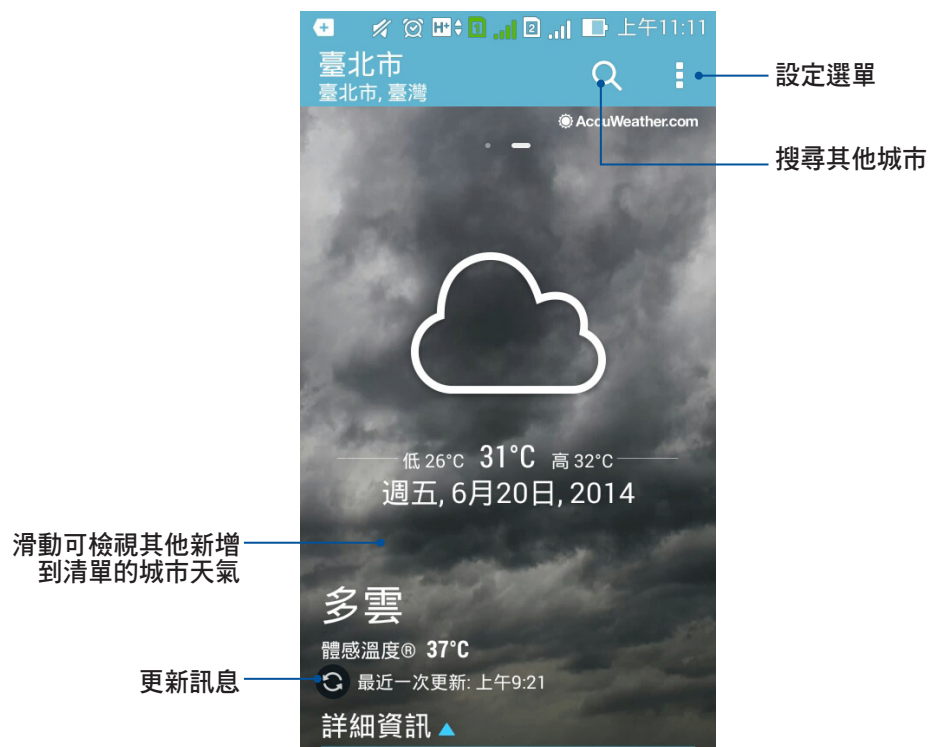 上午11:11
臺北市
臺北市, 臺灣
設定選單
AccuWeather.com
搜尋其他城市
低 26°C 31°C 高 32°C
週五, 6月20日, 2014
滑動可檢視其他新增
到清單的城市天氣
多雲
體感溫度® 37°C
更新訊息
最近一次更新: 上午9:21
詳細資訊